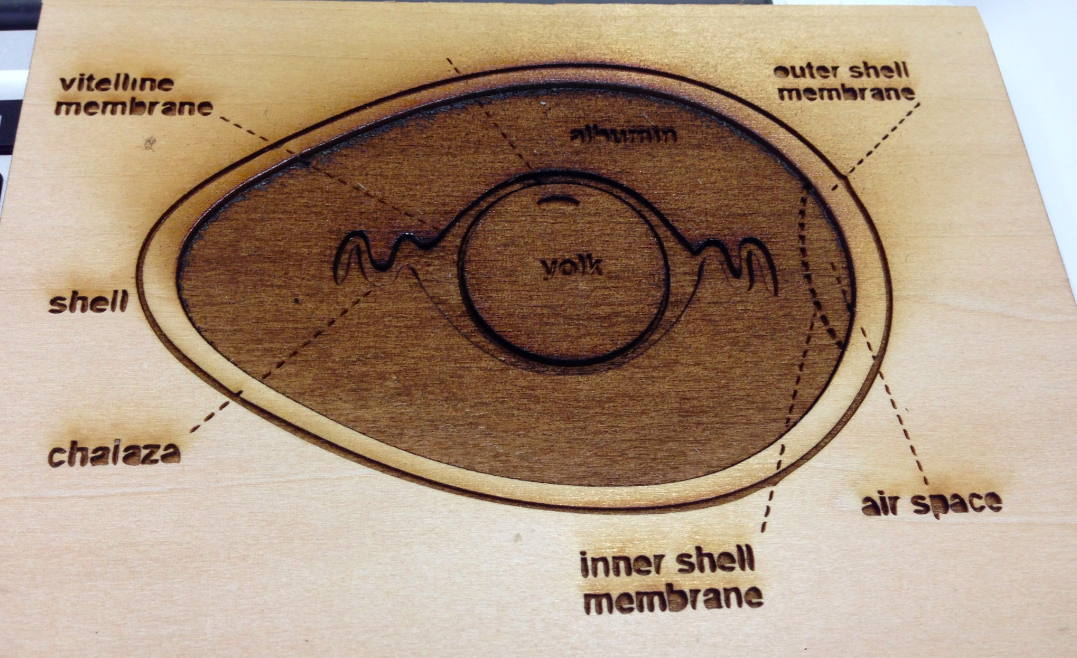 vitelline
membrane
outer shell
membrane
albumin
yolk
shell
chalaza
air space
inner shell
membrane